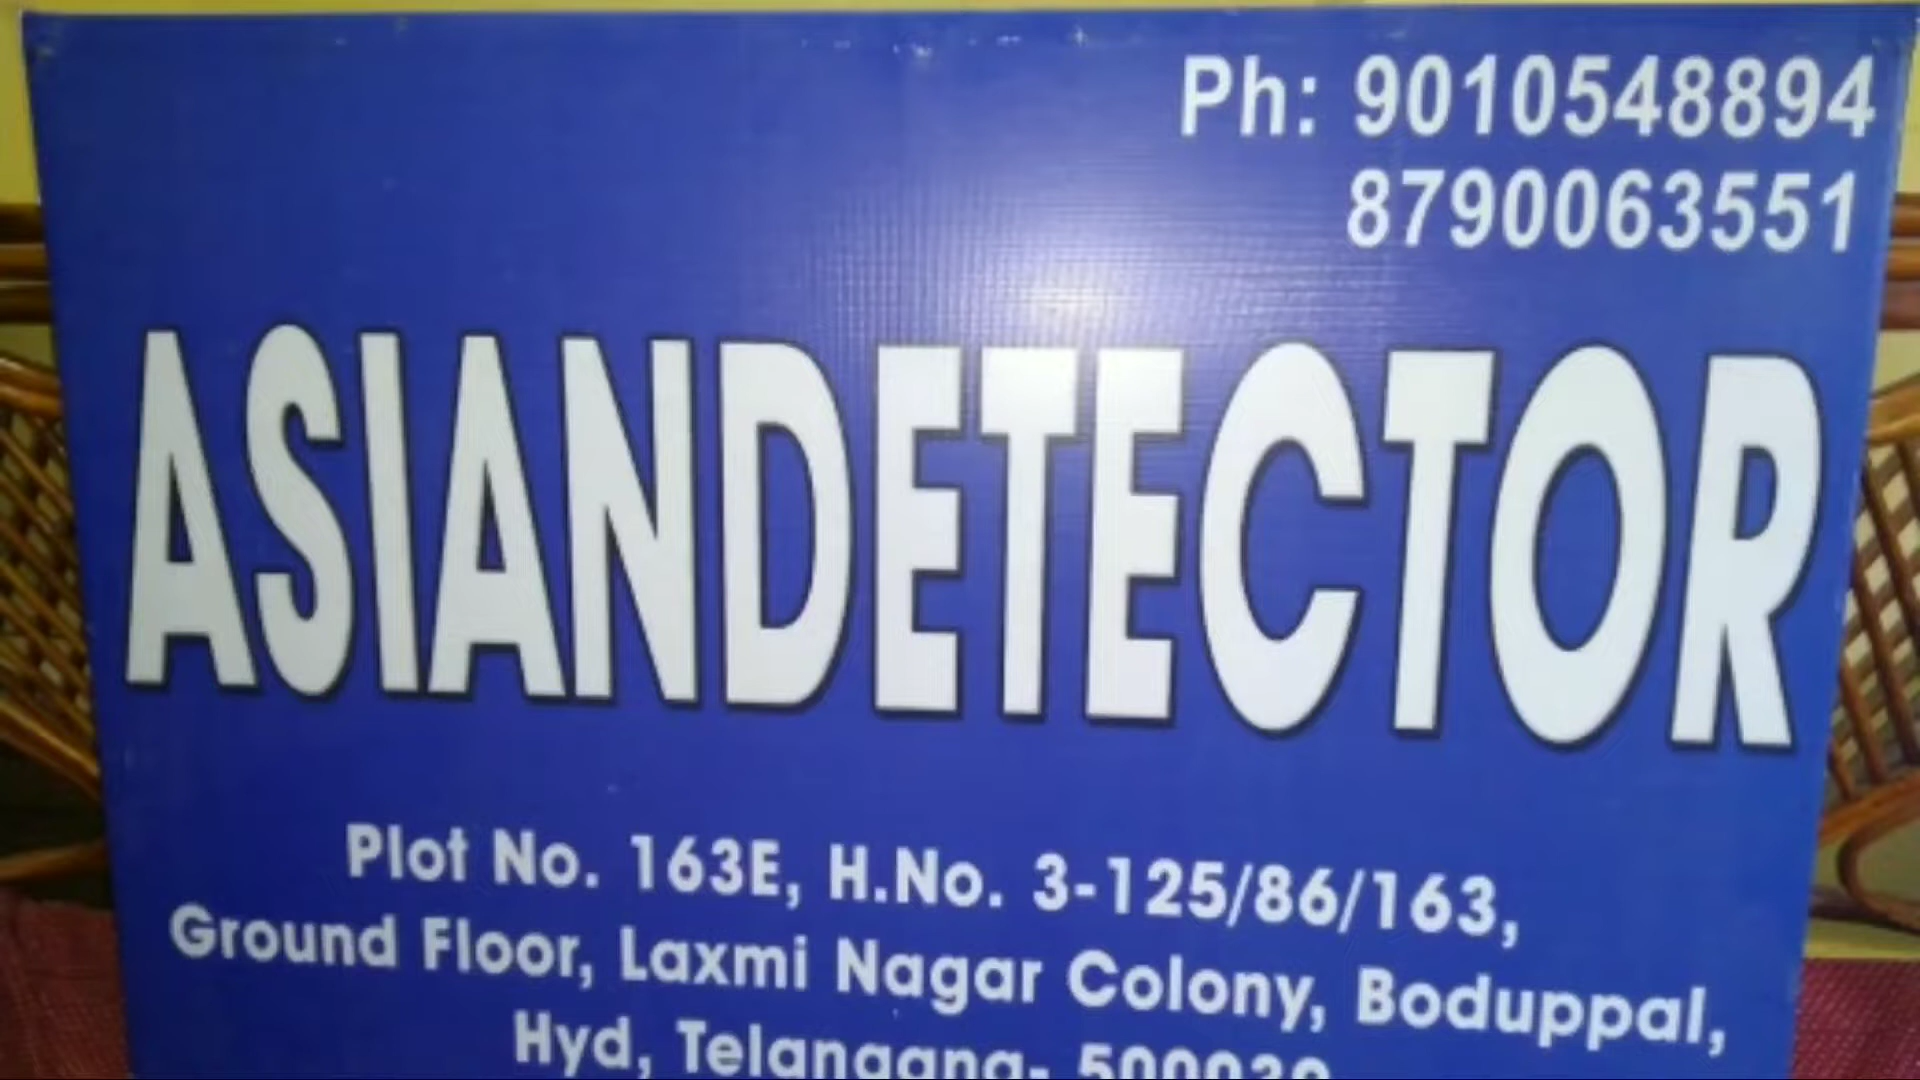 Ph: 9010548894
8790063551
ASIANDETECTOR
Plot No. 163E, H.No. 3-125/86/163,
Ground Floor, Laxmi Nagar Colony, Boduppal,
Hyd, Telangana-